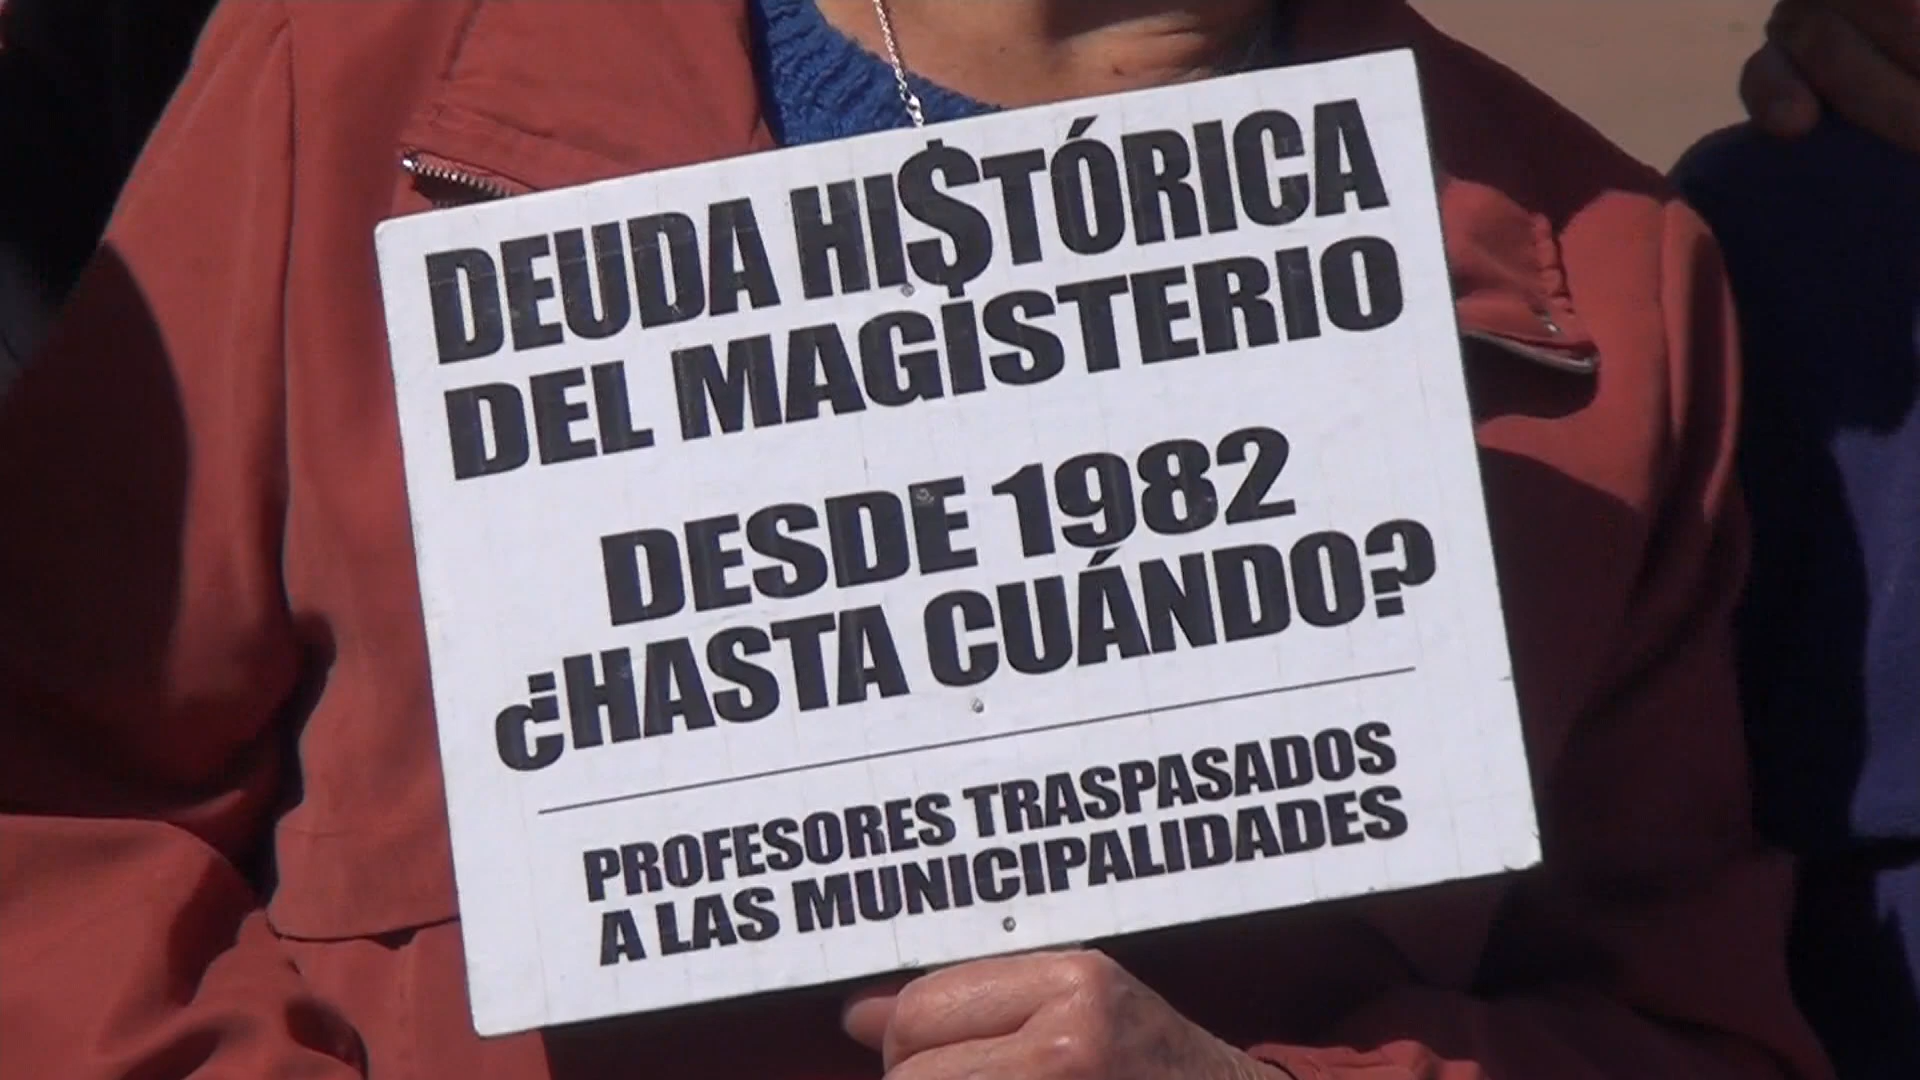 DEUDA HI$TÓRICA
DEL MAGISTERIO
DESDE 1982
¿HASTA CUÁNDO?
PROFESORES TRASPASADOS
A LAS MUNICIPALIDADES